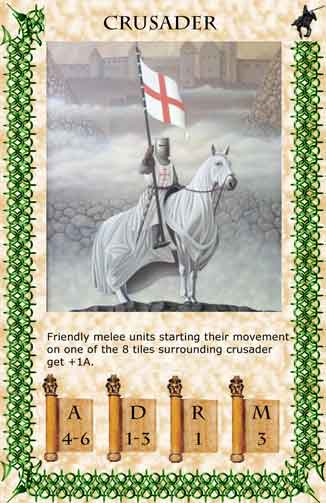 CRUSADER
Friendly melee units starting their movement
on one of the 8 tiles surrounding crusader
get +1A.
A D R M
4-6 1-3 1 3